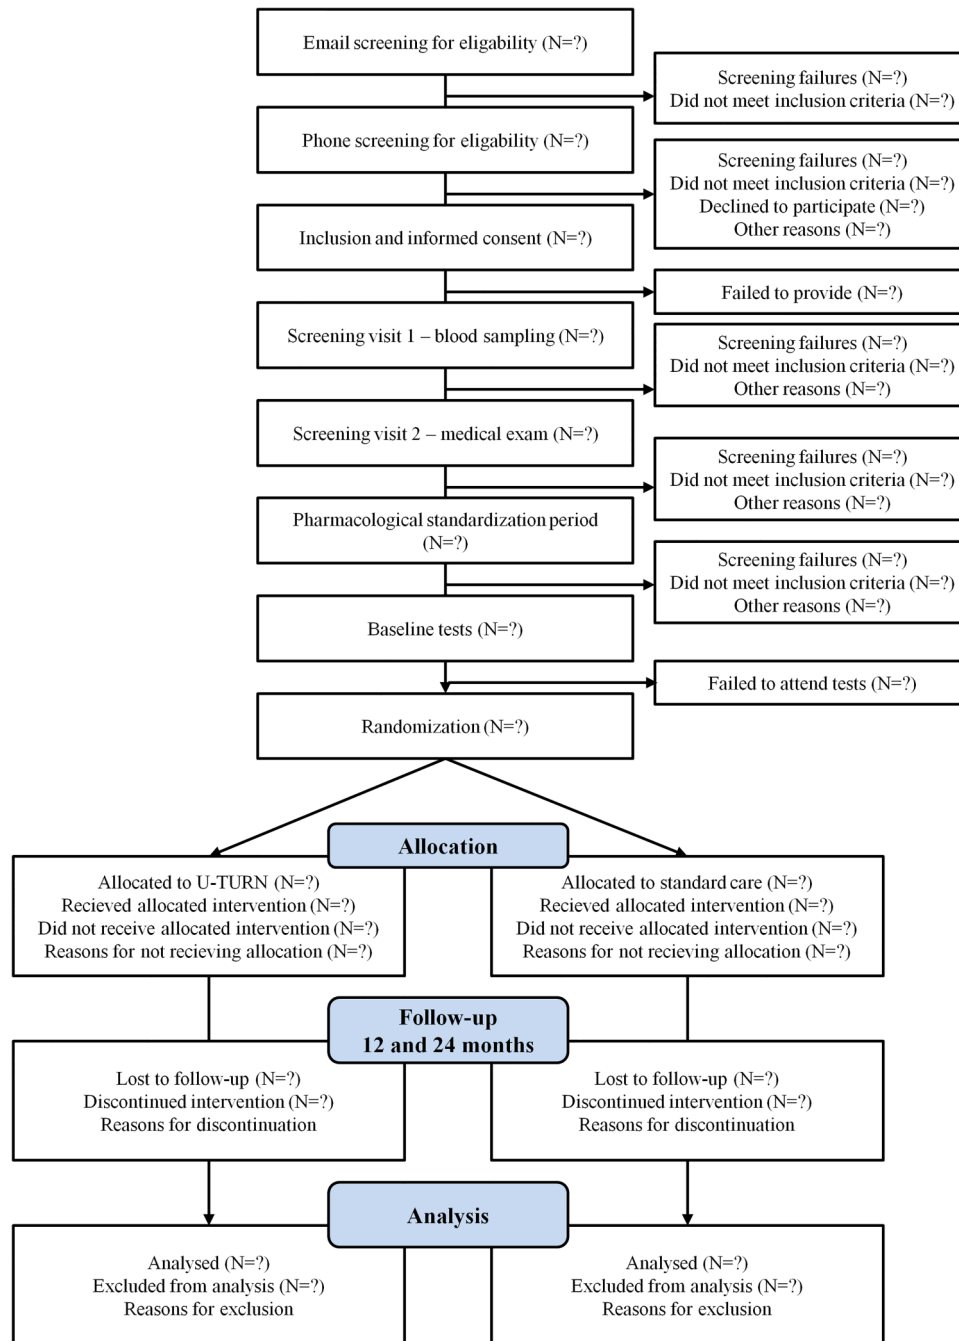 Email screening for eligability (N=?)
Screening failures (N=?)
Did not meet inclusion criteria (N=?)
Phone screening for eligability (N=?)
Screening failures (N=?)
Did not meet inclusion criteria (N=?)
Declined to participate (N=?)
Other reasons (N=?)
Inclusion and informed consent (N=?)
Failed to provide (N=?)
Screening visit 1 – blood sampling (N=?)
Screening failures (N=?)
Did not meet inclusion criteria (N=?)
Other reasons (N=?)
Screening visit 2 – medical exam (N=?)
Screening failures (N=?)
Did not meet inclusion criteria (N=?)
Other reasons (N=?)
Pharmacological standardization period
(N=?)
Screening failures (N=?)
Did not meet inclusion criteria (N=?)
Other reasons (N=?)
Baseline tests (N=?)
Failed to attend tests (N=?)
Randomization (N=?)
Allocation
Allocated to U-TURN (N=?)
Recieved allocated intervention (N=?)
Did not receive allocated intervention (N=?)
Reasons for not recieving allocation (N=?)
Allocated to standard care (N=?)
Recieved allocated intervention (N=?)
Did not receive allocated intervention (N=?)
Reasons for not recieving allocation (N=?)
Follow-up
12 and 24 months
Lost to follow-up (N=?)
Discontinued intervention (N=?)
Reasons for discontinuation
Lost to follow-up (N=?)
Discontinued intervention (N=?)
Reasons for discontinuation
Analysis
Analysed (N=?)
Excluded from analysis (N=?)
Reasons for exclusion
Analysed (N=?)
Excluded from analysis (N=?)
Reasons for exclusion